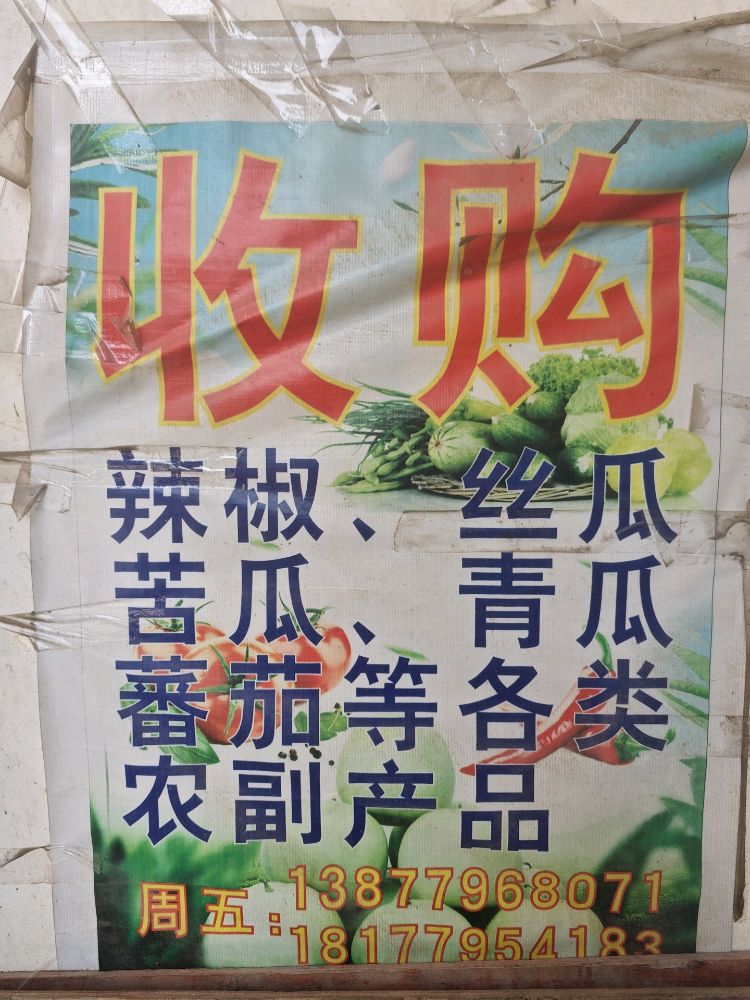 收购
辣椒、丝瓜
苦瓜、青瓜
蕃茄等各类
农副产品
周五:13877968071
18177954183